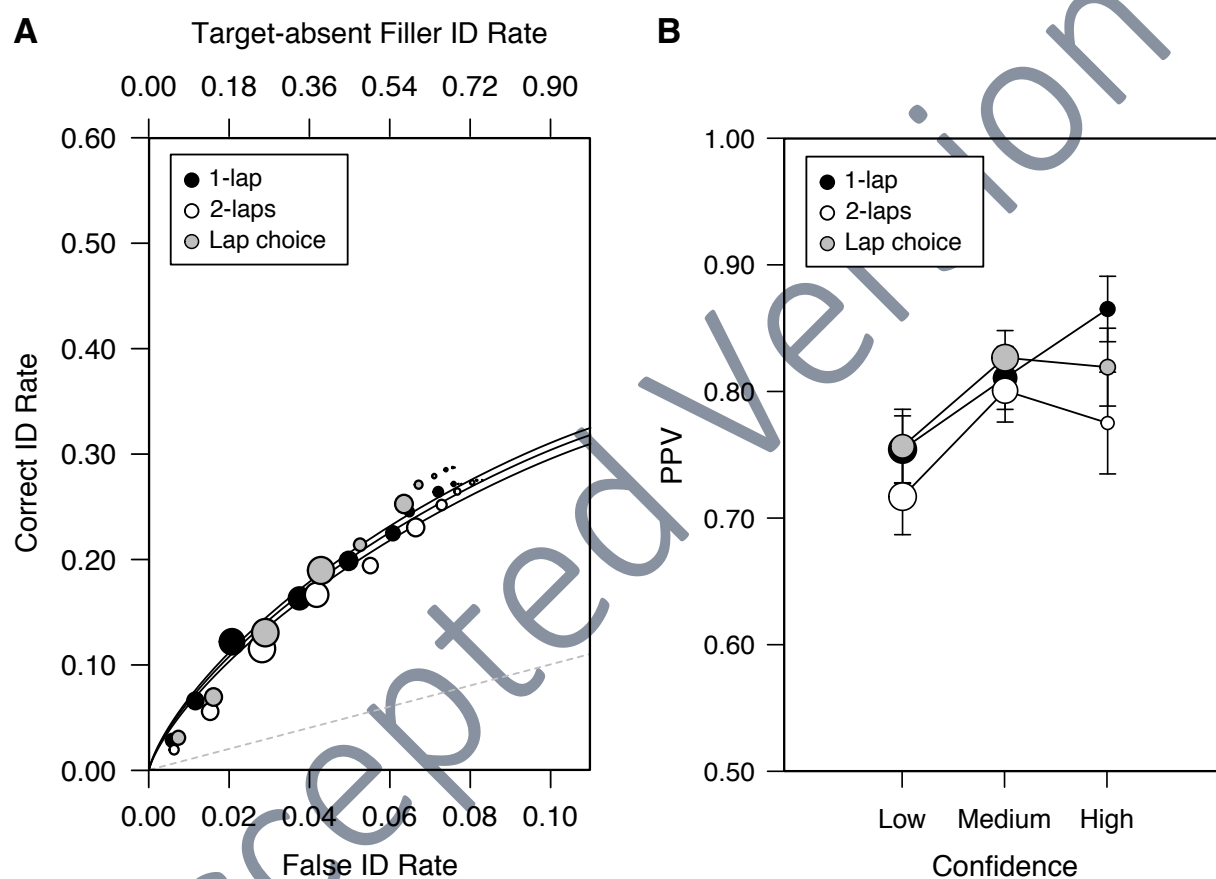 A
Target-absent Filler ID Rate
0.00 0.18 0.36 0.54 0.72 0.90
0.60
0.50
0.40
0.30
0.20
0.10
0.00
Correct ID Rate
1-lap
2-laps
Lap choice
0.00 0.02 0.04 0.06 0.08 0.10
False ID Rate
B
1.00
0.90
0.80
0.70
0.60
0.50
PPV
1-lap
2-laps
Lap choice
Low Medium High
Confidence
cepted Version